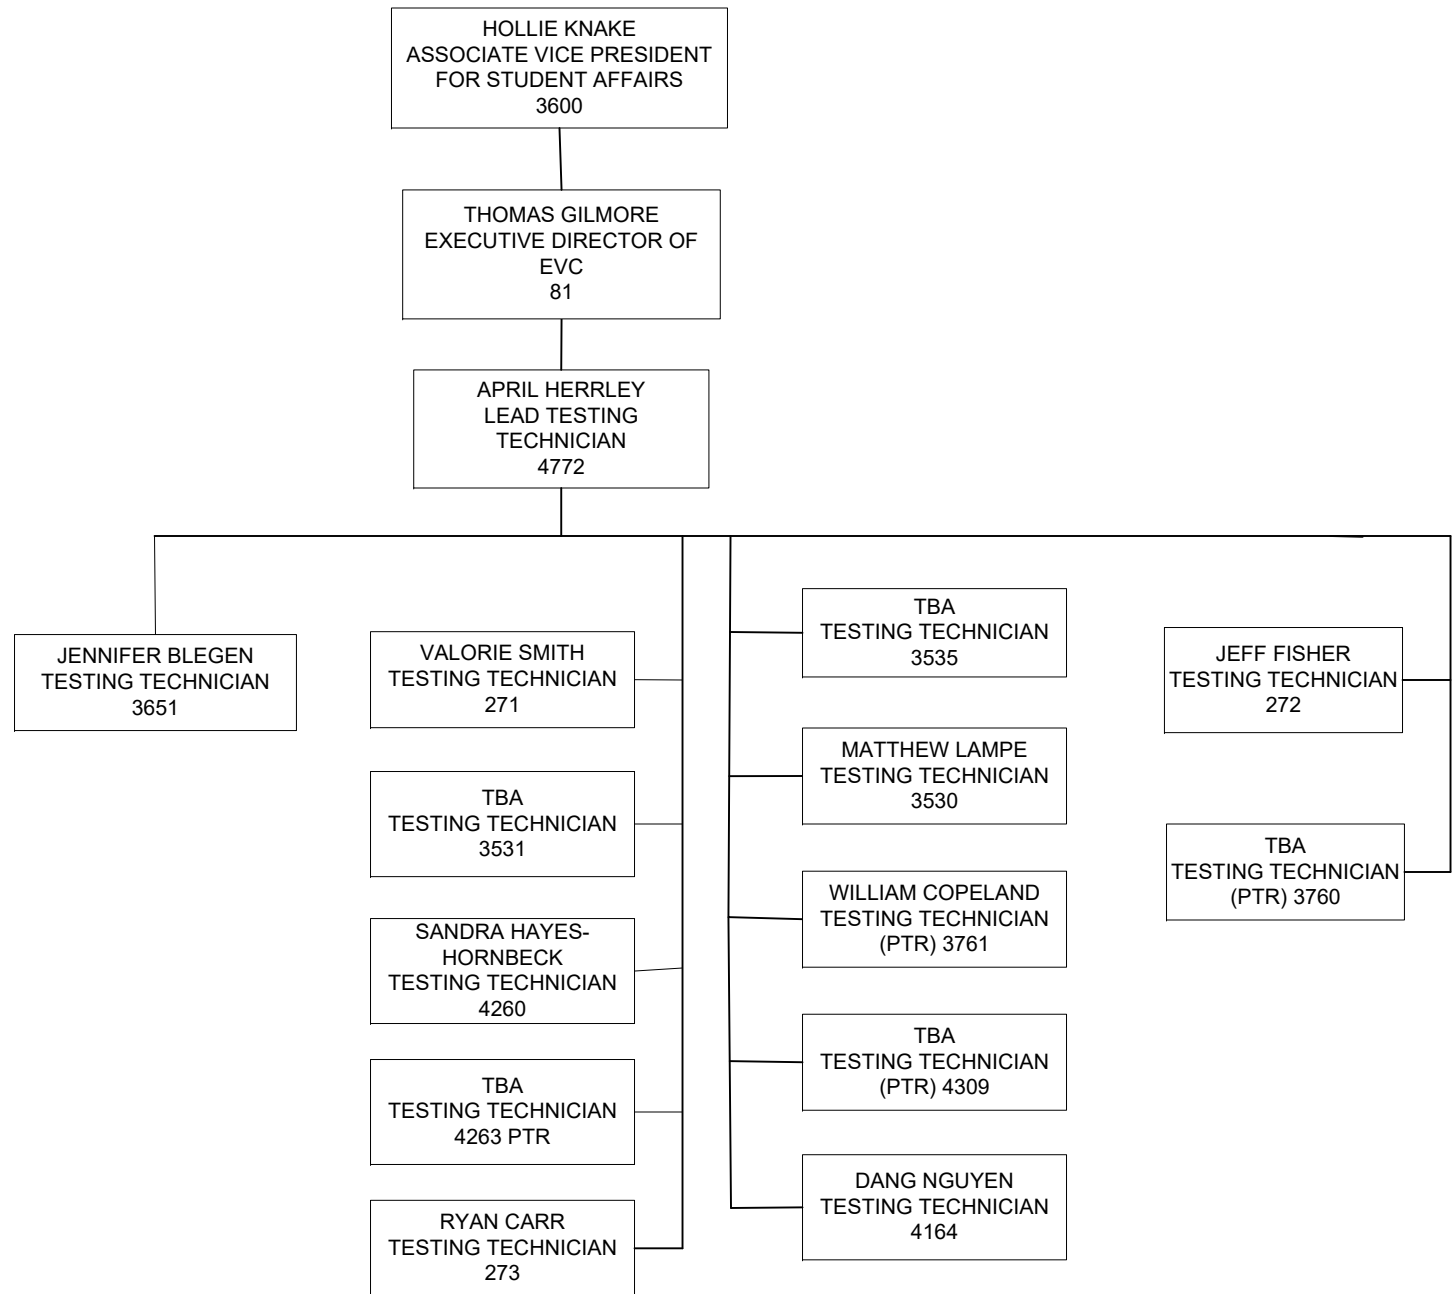 HOLLIE KNAKE
ASSOCIATE VICE PRESIDENT
FOR STUDENT AFFAIRS
3600
THOMAS GILMORE
EXECUTIVE DIRECTOR OF
EVC
81
APRIL HERRLEY
LEAD TESTING
TECHNICIAN
4772
JENNIFER BLEGEN
TESTING TECHNICIAN
3651
VALORIE SMITH
TESTING TECHNICIAN
271
TBA
TESTING TECHNICIAN
3531
SANDRA HAYES-
HORNBECK
TESTING TECHNICIAN
4260
TBA
TESTING TECHNICIAN
4263 PTR
RYAN CARR
TESTING TECHNICIAN
273
TBA
TESTING TECHNICIAN
3535
MATTHEW LAMPE
TESTING TECHNICIAN
3530
WILLIAM COPELAND
TESTING TECHNICIAN
(PTR) 3761
TBA
TESTING TECHNICIAN
(PTR) 4309
DANG NGUYEN
TESTING TECHNICIAN
4164
JEFF FISHER
TESTING TECHNICIAN
272
TBA
TESTING TECHNICIAN
(PTR) 3760